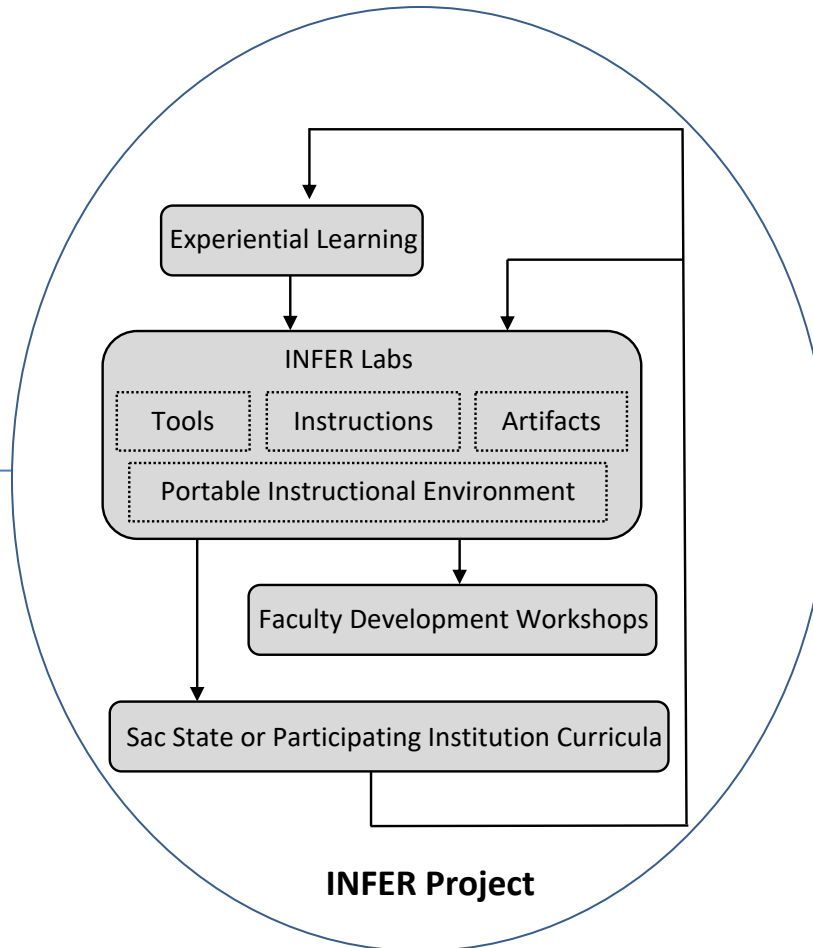 Experiential Learning
INFER Labs
Tools
Instructions
Artifacts
Portable Instructional Environment
Faculty Development Workshops
Sac State or Participating Institution Curricula
INFER Project